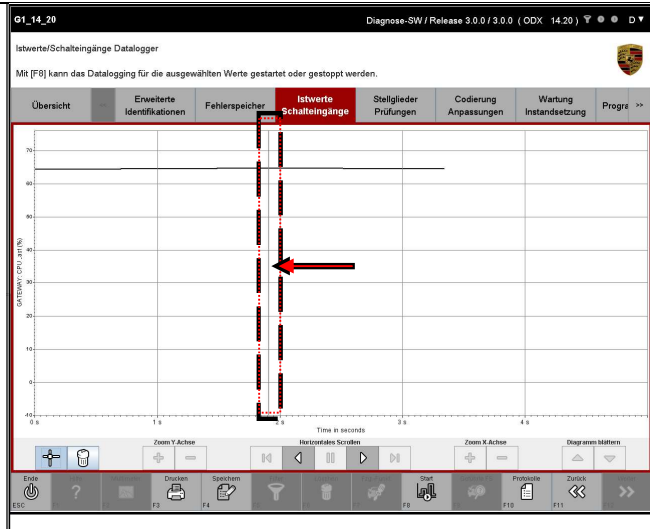 G1_14_20
Diagnose-SW / Release 3.0.0 / 3.0.0 ( ODX 14.20 ) D
Istwerte/Schalteingänge Datalogger
Mit [F8] kann das Datalogging für die ausgewählten Werte gestartet oder gestoppt werden.
Übersicht
Erweiterte
Identifikationen
Fehlerspeicher
Istwerte
Schalteingänge
Stellglieder
Prüfungen
Codierung
Anpassungen
Wartung
Instandsetzung
Progra >>
70
60
50
40
30
20
10
0
0 s 1 s 2 s 3 s 4 s
Time in seconds
Zoom Y-Achse Horizontales Scrollen Zoom X-Achse Diagramm blättern
Ende
ESC
Drucken
F3
Speichern
F4
Start
F8
Protokolle
F10
Zurück
F11